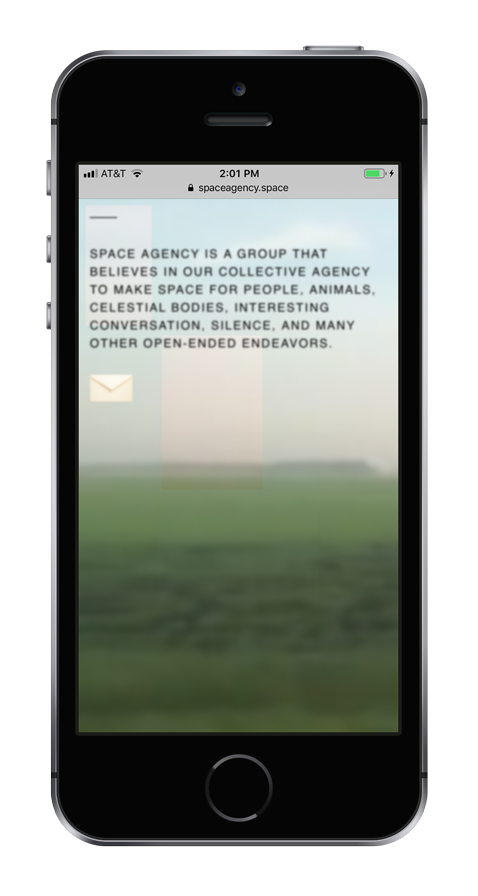 AT&T 2:01 PM
spaceagency.space
SPACE AGENCY IS A GROUP THAT
BELIEVES IN OUR COLLECTIVE AGENCY
TO MAKE SPACE FOR PEOPLE, ANIMALS,
CELESTIAL BODIES, INTERESTING
CONVERSATION, SILENCE, AND MANY
OTHER OPEN-ENDED ENDEAVORS.